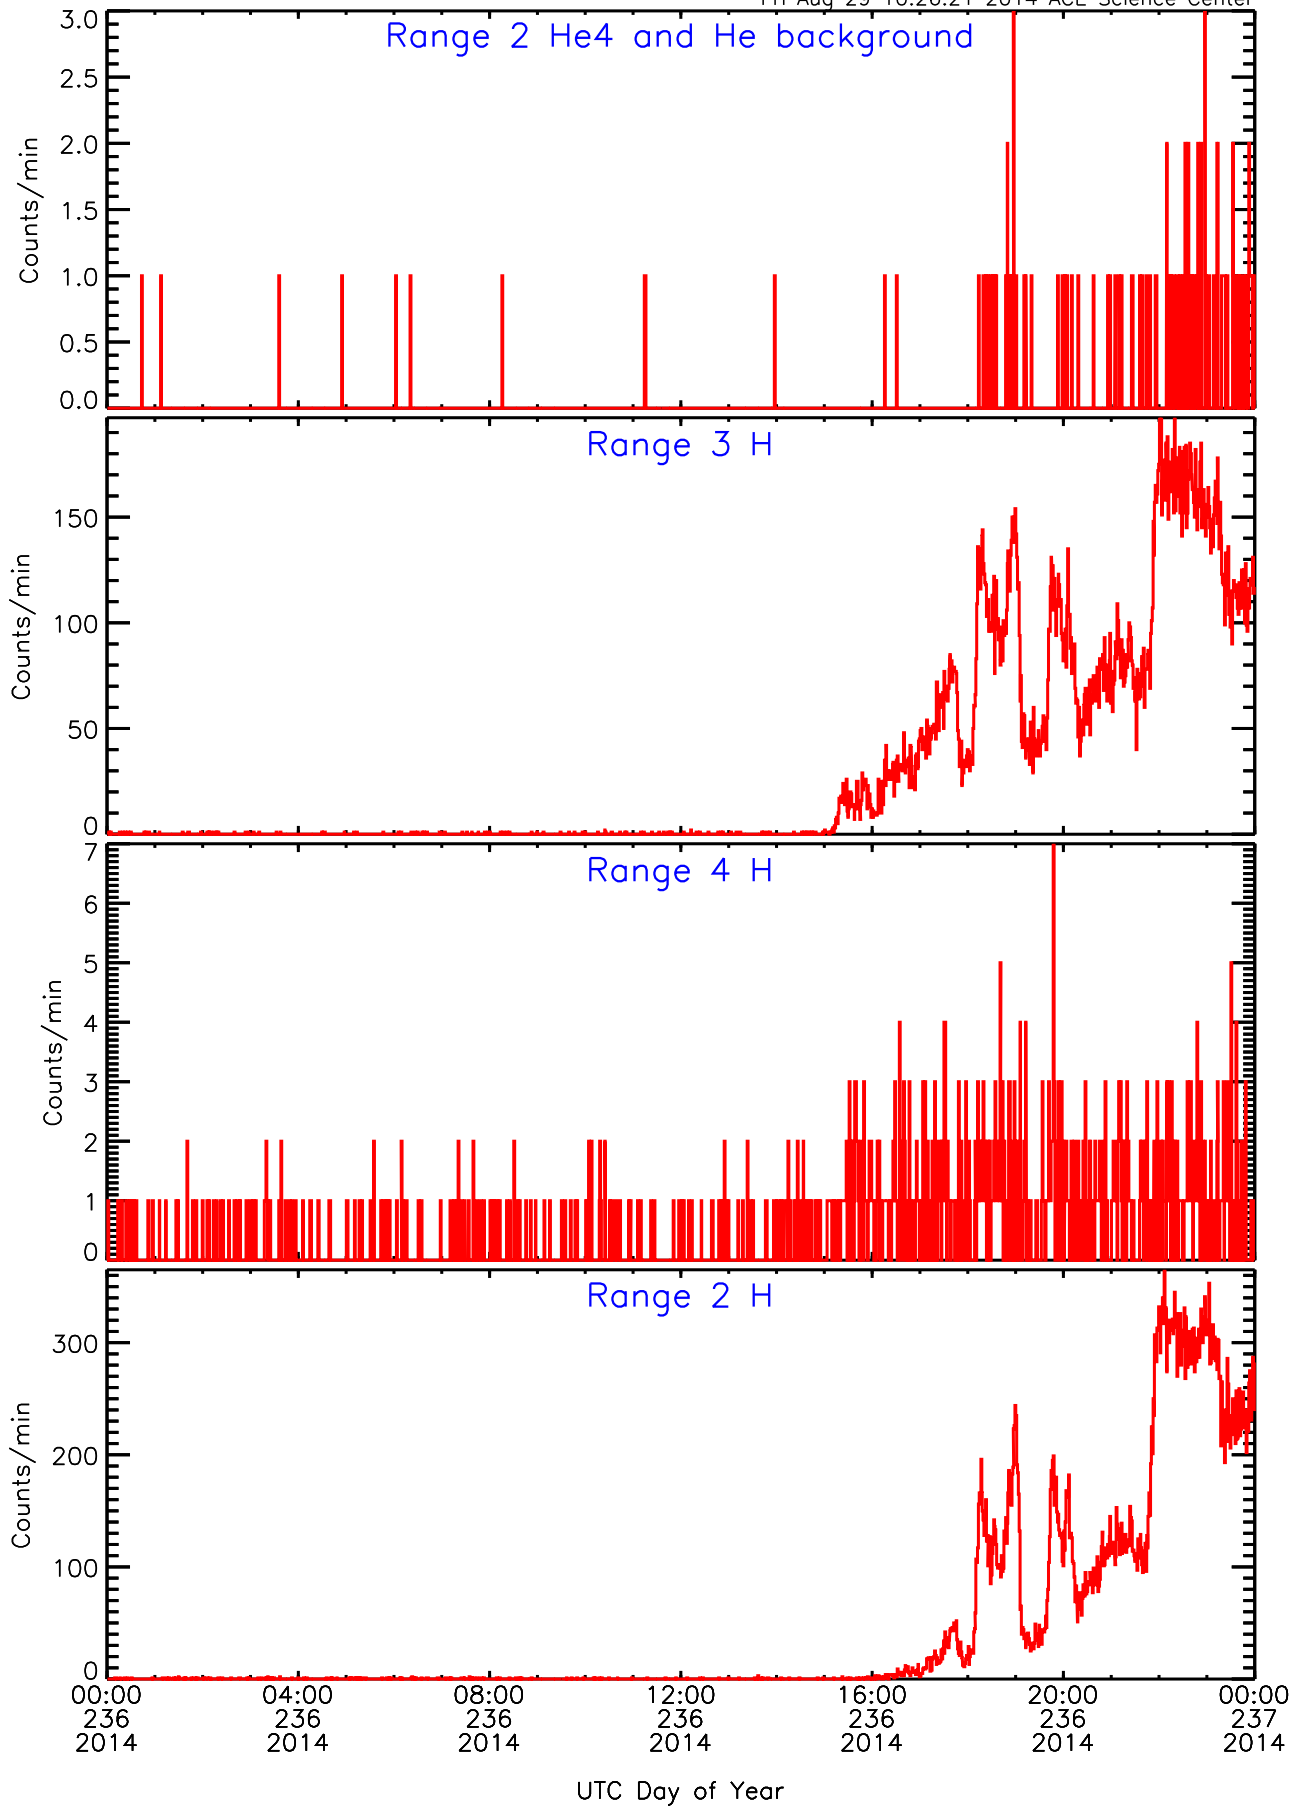 2014 ACE Science Center
Range 2 He4 and He background
3.0
2.5
2.0
1.5
1.0
0.5
0.0
Counts/min
Range 3 H
150
100
50
0
Counts/min
Range 4 H
7
6
5
4
3
2
1
0
Counts/min
Range 2 H
300
200
100
0
Counts/min
00:00 04:00 08:00 12:00 16:00 20:00 00:00
236 236 236 236 236 236 237
2014 2014 2014 2014 2014 2014 2014
UTC Day of Year